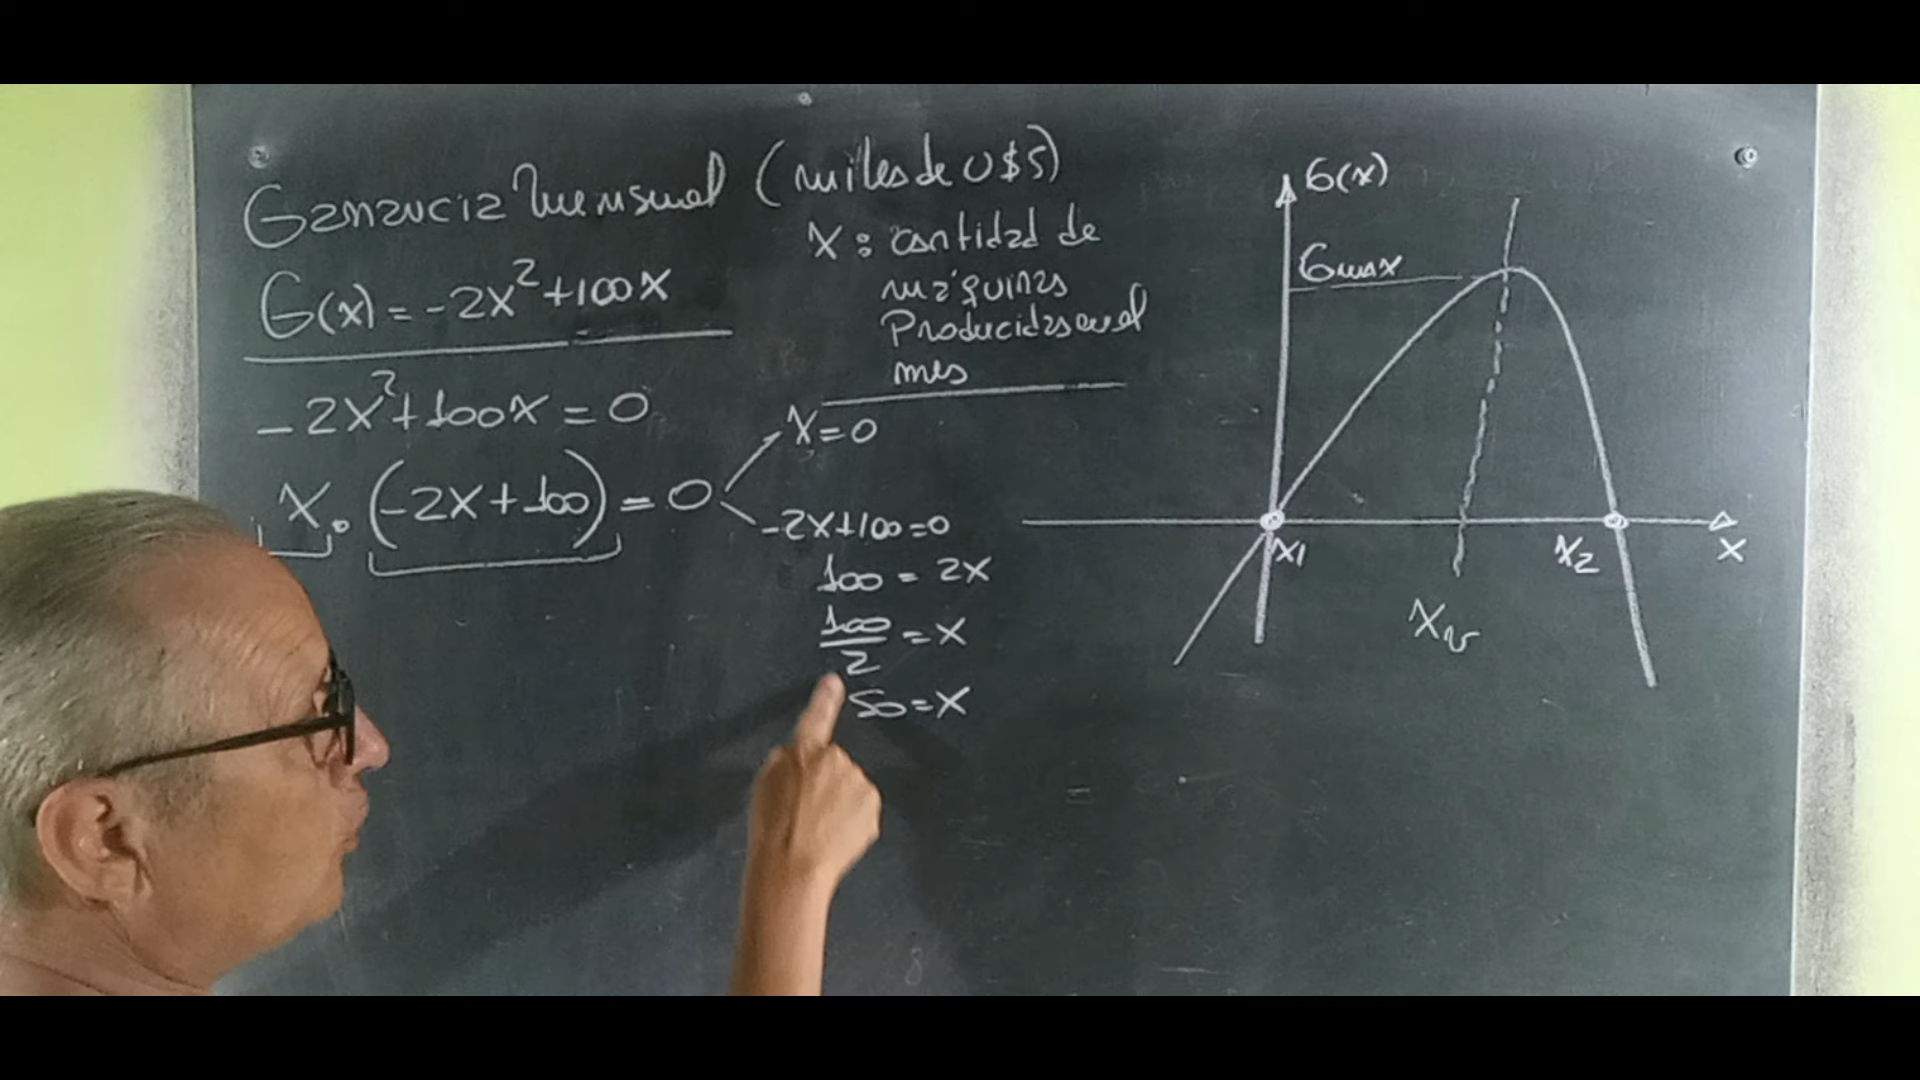 Ganancia Mensual (miles de U$S)
G(x) = -2x²+100x
x: cantidad de
máquinas
Producidas en el
mes
-2x²+100x = 0
x.(-2x+100) = 0
x=0
-2x+100=0
100 = 2x
100/2 = x
50=x
G(x)
Gmax
x1
x2
x
xv